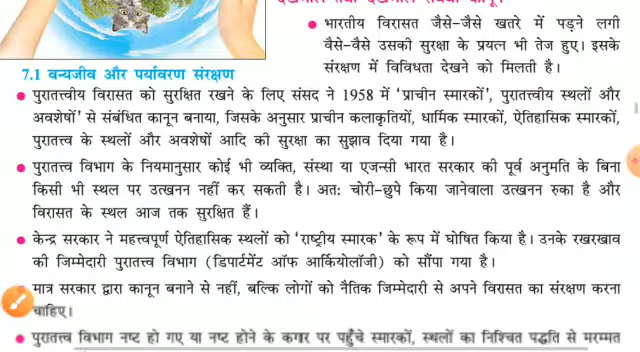 देखभाल तथा देखभाल संबंधी कानून
• भारतीय विरासत जैसे-जैसे खतरे में पड़ने लगी
वैसे-वैसे उसकी सुरक्षा के प्रयत्न भी तेज हुए। इसके
संरक्षण में विविधता देखने को मिलती है।
7.1 वन्यजीव और पर्यावरण संरक्षण
• पुरातत्त्वीय विरासत को सुरक्षित रखने के लिए संसद ने 1958 में 'प्राचीन स्मारकों', पुरातत्त्वीय स्थलों और
अवशेषों' से संबंधित कानून बनाया, जिसके अनुसार प्राचीन कलाकृतियों, धार्मिक स्मारकों, ऐतिहासिक स्मारकों,
पुरातत्त्व के स्थलों और अवशेषों आदि की सुरक्षा का सुझाव दिया गया है।
• पुरातत्त्व विभाग के नियमानुसार कोई भी व्यक्ति, संस्था या एजन्सी भारत सरकार की पूर्व अनुमति के बिना
किसी भी स्थल पर उत्खनन नहीं कर सकती है। अतः चोरी-छुपे किया जानेवाला उत्खनन रुका है और
विरासत के स्थल आज तक सुरक्षित हैं।
• केन्द्र सरकार ने महत्त्वपूर्ण ऐतिहासिक स्थलों को 'राष्ट्रीय स्मारक' के रूप में घोषित किया है। उनके रखरखाव
की जिम्मेदारी पुरातत्त्व विभाग (डिपार्टमेंट ऑफ आर्कियोलॉजी) को सौंपा गया है।
मात्र सरकार द्वारा कानून बनाने से नहीं, बल्कि लोगों को नैतिक जिम्मेदारी से अपने विरासत का संरक्षण करना
चाहिए।
• पुरातत्त्व विभाग नष्ट हो गए या नष्ट होने के कगार पर पहुँचे स्मारकों, स्थलों का निश्चित पद्धति से मरम्मत